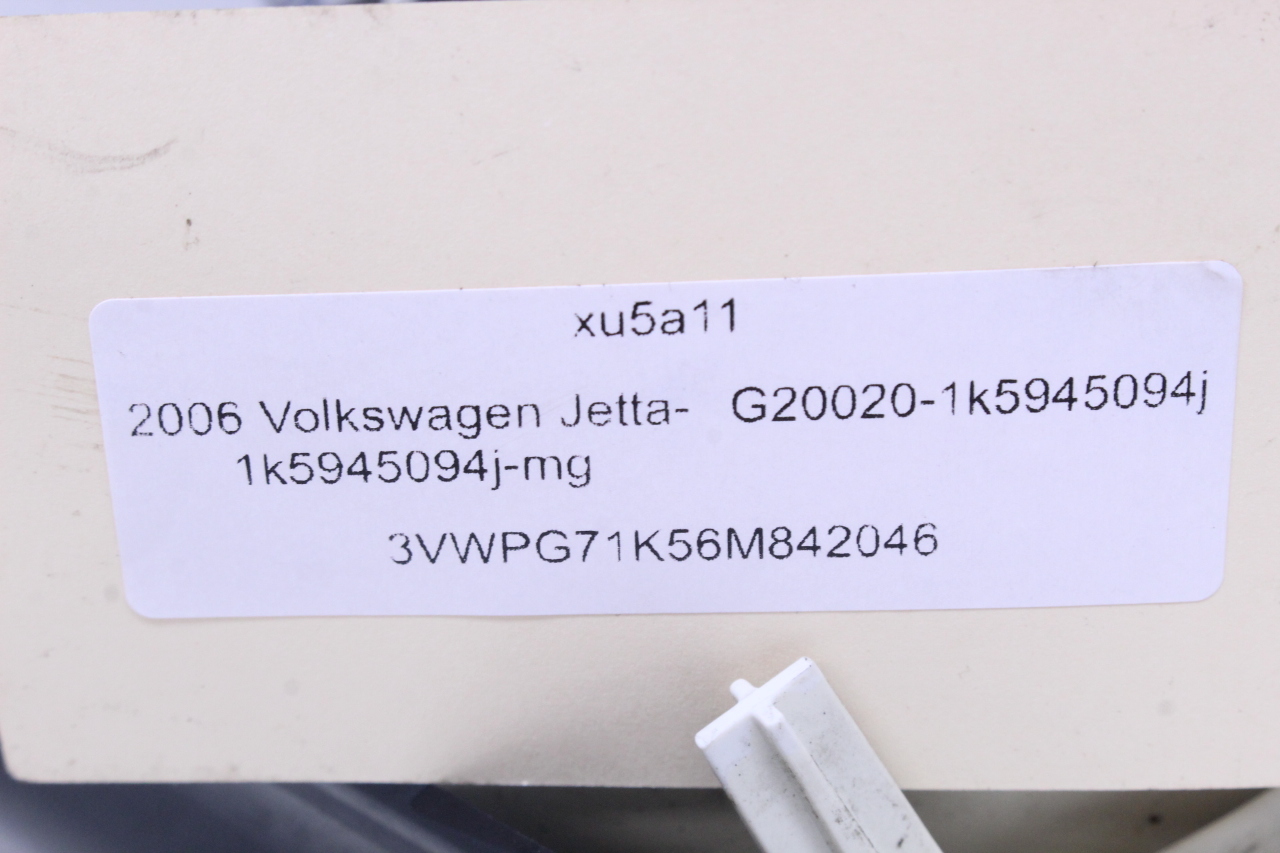 xu5a11
2006 Volkswagen Jetta- G20020-1k5945094j
1k5945094j-mg
3VWPG71K56M842046